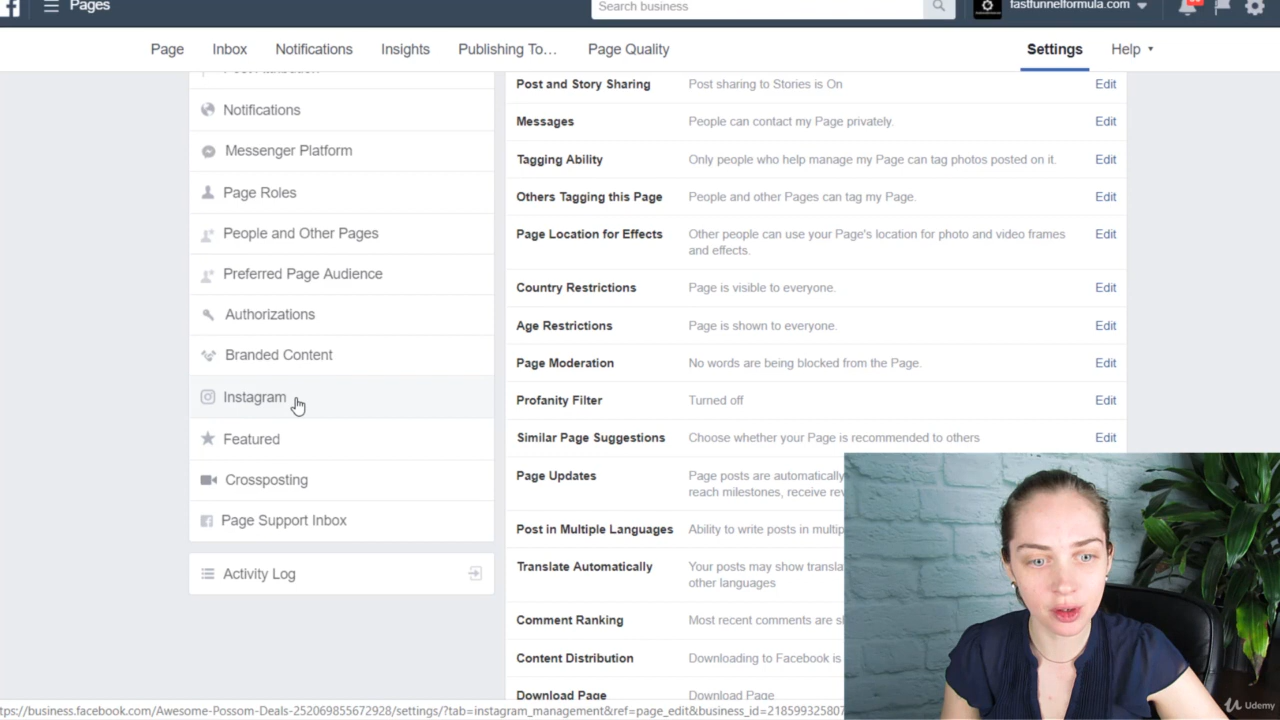 Pages
Search business
fastfunnelformula.com
Page Inbox Notifications Insights Publishing To… Page Quality Settings Help
Notifications
Messenger Platform
Page Roles
People and Other Pages
Preferred Page Audience
Authorizations
Branded Content
Instagram
Featured
Crossposting
Page Support Inbox
Activity Log
Post and Story Sharing Post sharing to Stories is On Edit
Messages People can contact my Page privately. Edit
Tagging Ability Only people who help manage my Page can tag photos posted on it. Edit
Others Tagging this Page People and other Pages can tag my Page. Edit
Page Location for Effects Other people can use your Page's location for photo and video frames Edit
and effects.
Country Restrictions Page is visible to everyone. Edit
Age Restrictions Page is shown to everyone. Edit
Page Moderation No words are being blocked from the Page. Edit
Profanity Filter Turned off Edit
Similar Page Suggestions Choose whether your Page is recommended to others Edit
Page Updates Page posts are automatically
reach milestones, receive rev
Post in Multiple Languages Ability to write posts in multip
Translate Automatically Your posts may show transla
other languages
Comment Ranking Most recent comments are s
Content Distribution Downloading to Facebook is
Download Page Download Page
ttps://business.facebook.com/Awesome-Possom-Deals-252069855672928/settings/?tab=instagram_management&ref=page_edit&business_id=218599325807
Udemy